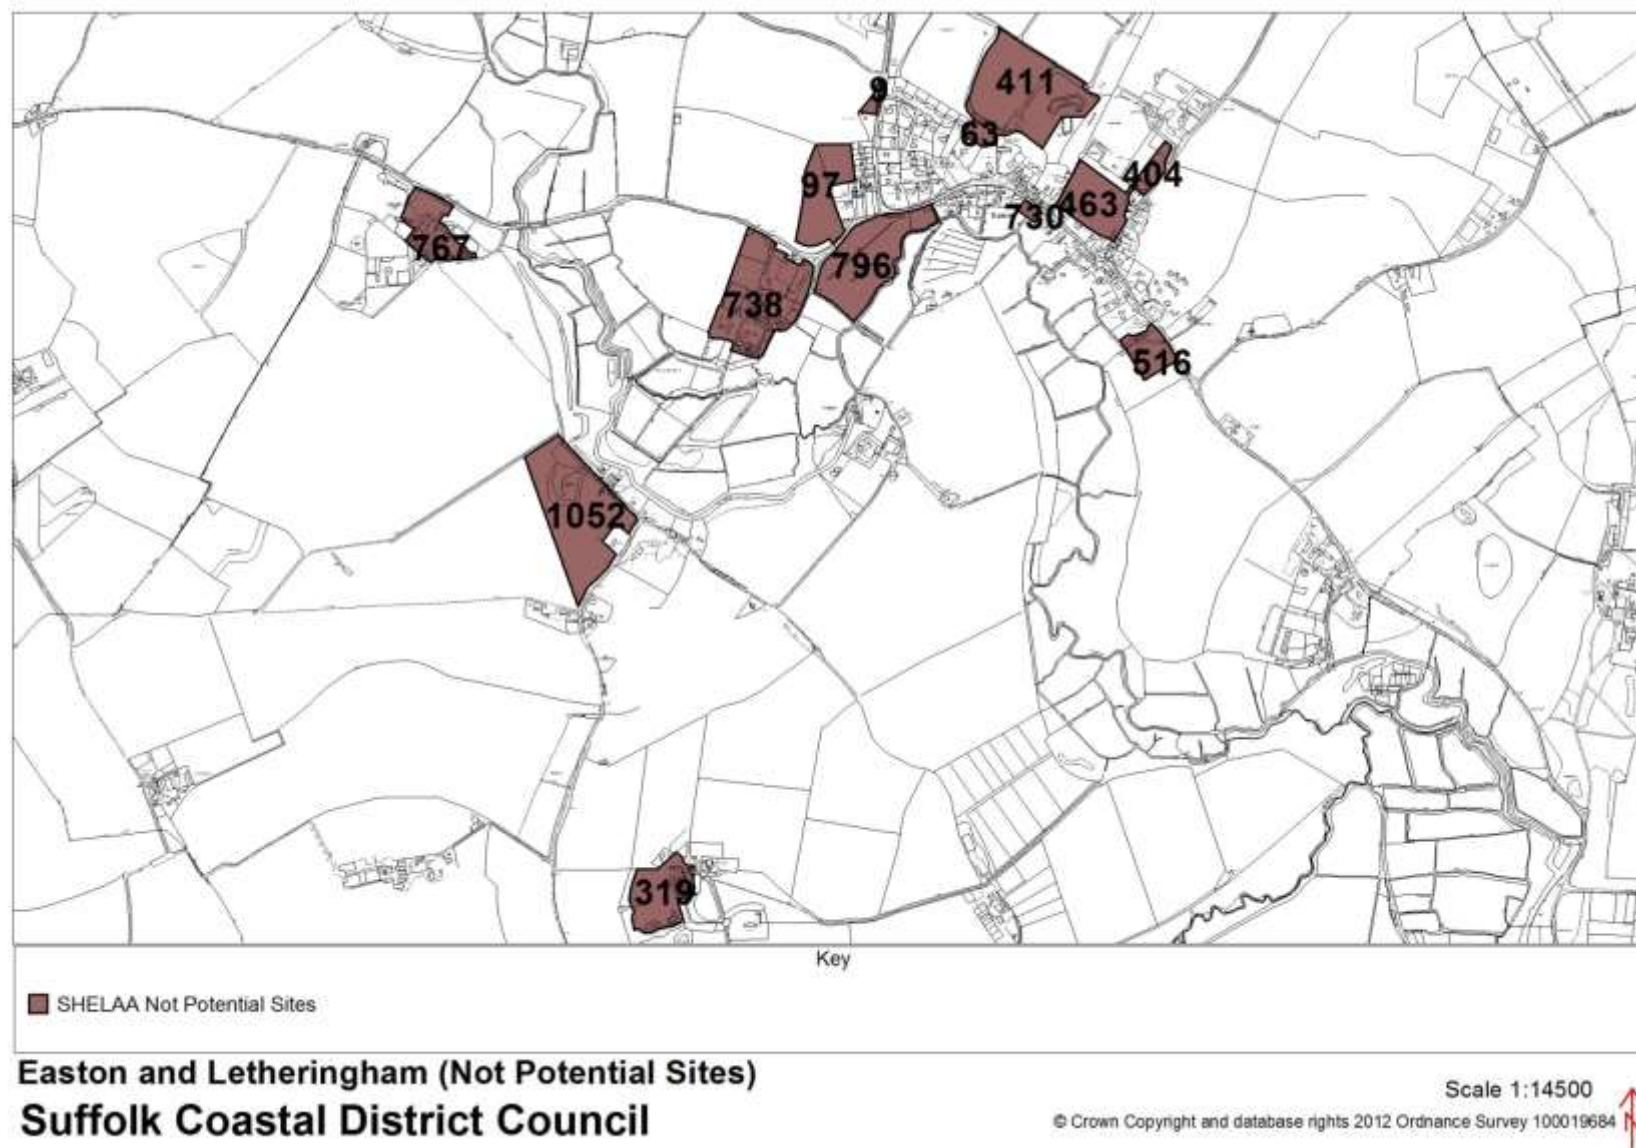 9
411
63
404
97
463
730
767
796
738
516
1052
319
Key
SHELAA Not Potential Sites
Easton and Letheringham (Not Potential Sites)
Suffolk Coastal District Council
Scale 1:14500
© Crown Copyright and database rights 2012 Ordnance Survey 100019684
N